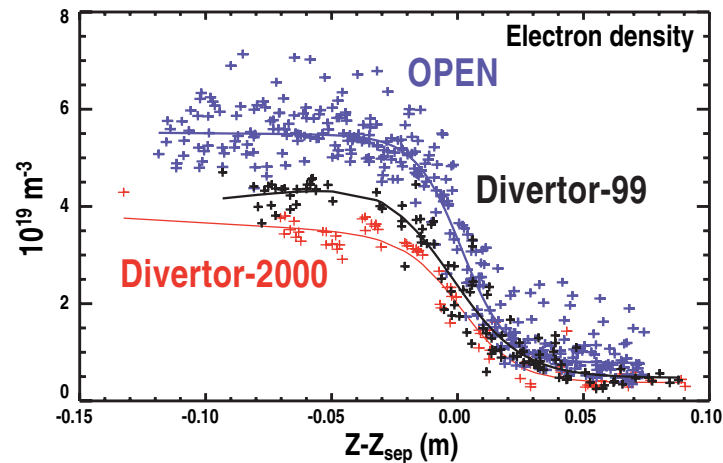 8
Electron density
OPEN
6
10¹⁹ m⁻³
Divertor-99
4
Divertor-2000
2
0
-0.15 -0.10 -0.05 0.00 0.05 0.10
Z-Zsep (m)